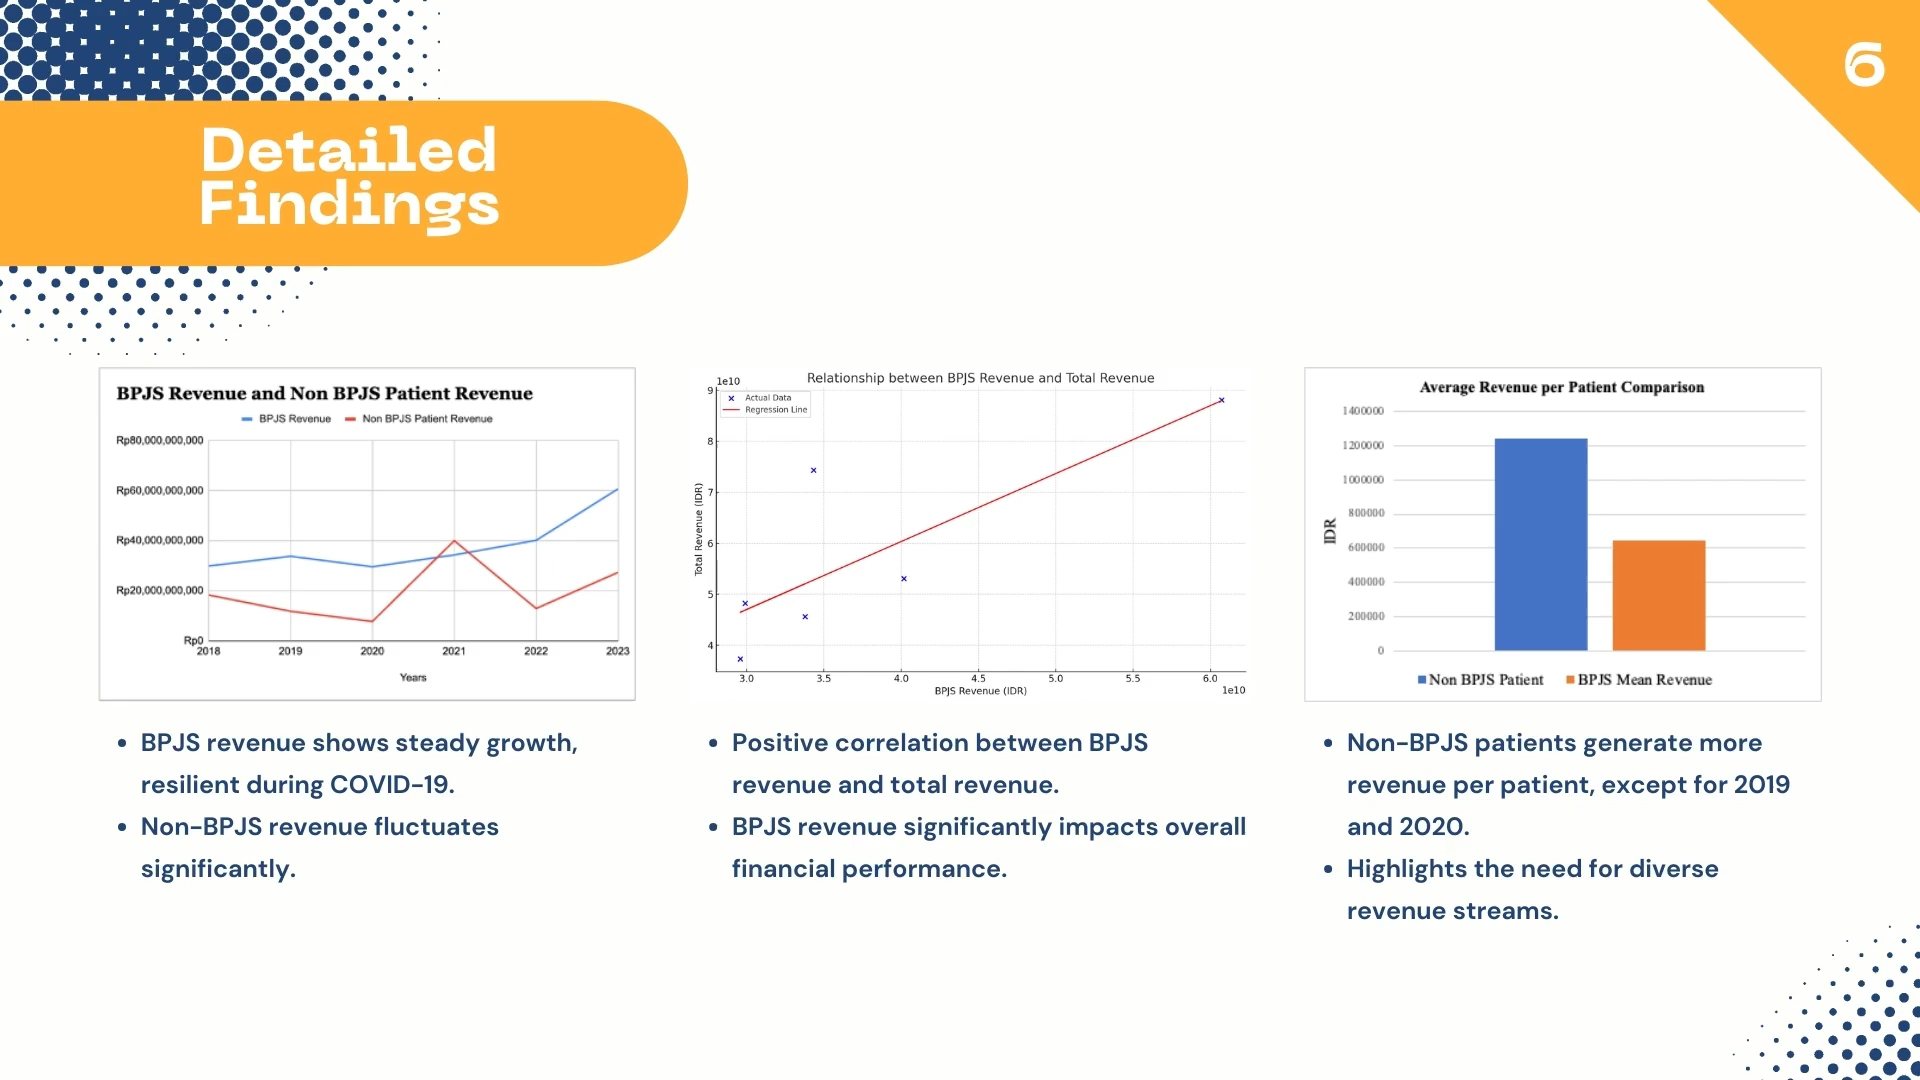 6
Detailed
Findings
BPJS Revenue and Non BPJS Patient Revenue
BPJS Revenue
Non BPJS Patient Revenue
Rp80,000,000,000
Rp60,000,000,000
Rp40,000,000,000
Rp20,000,000,000
Rp0
2018 2019 2020 2021 2022 2023
Years
Relationship between BPJS Revenue and Total Revenue
1e10
Actual Data
Regression Line
9
8
7
6
5
4
Total Revenue (IDR)
3.0 3.5 4.0 4.5 5.0 5.5 6.0
BPJS Revenue (IDR)
1e10
Average Revenue per Patient Comparison
1400000
1200000
1000000
800000
600000
400000
200000
0
IDR
Non BPJS Patient
BPJS Mean Revenue
• BPJS revenue shows steady growth,
resilient during COVID-19.
• Non-BPJS revenue fluctuates
significantly.
• Positive correlation between BPJS
revenue and total revenue.
• BPJS revenue significantly impacts overall
financial performance.
• Non-BPJS patients generate more
revenue per patient, except for 2019
and 2020.
• Highlights the need for diverse
revenue streams.